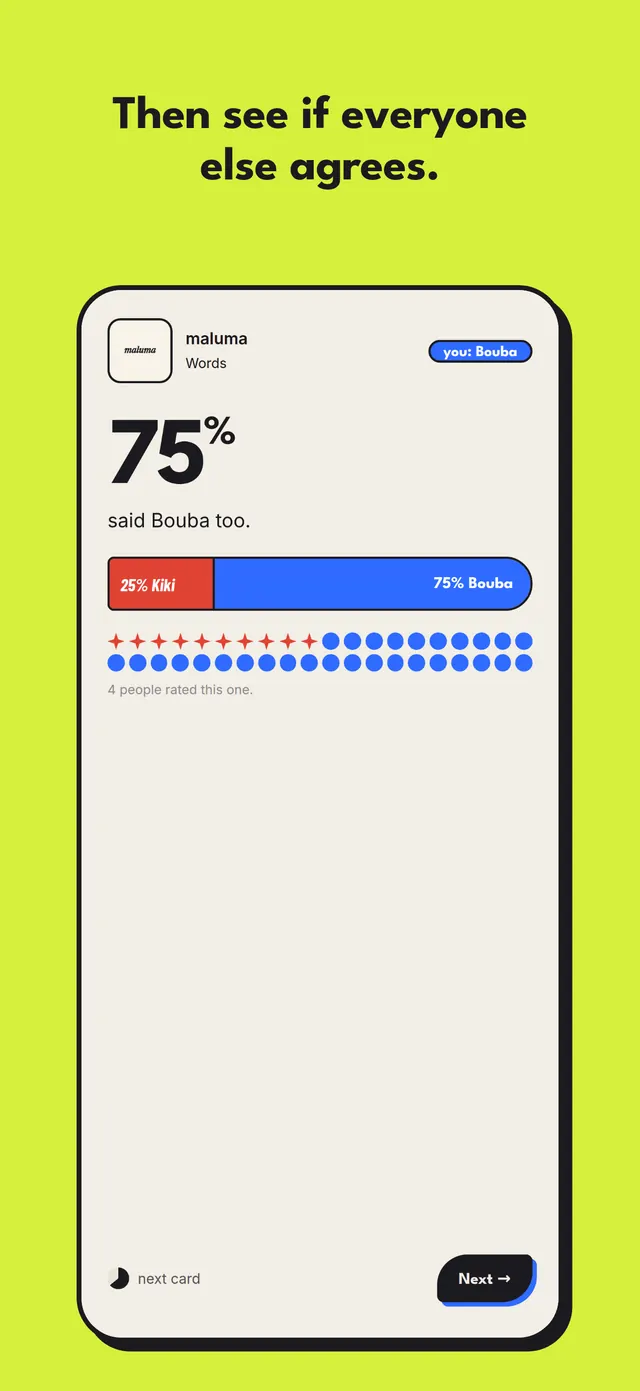 Then see if everyone
else agrees.
maluma
maluma
Words
you: Bouba
75%
said Bouba too.
25% Kiki
75% Bouba
4 people rated this one.
next card
Next →